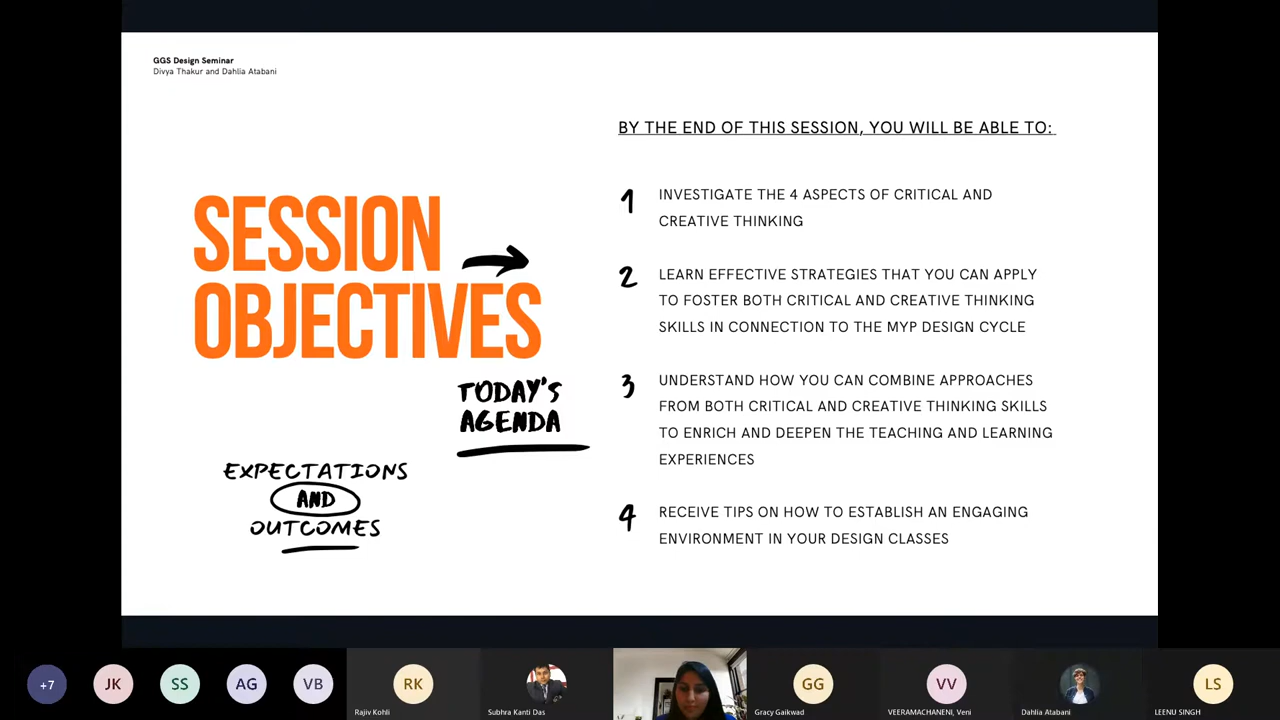 GGS Design Seminar
Divya Thakur and Dahlia Atabani
SESSION
OBJECTIVES
TODAY'S
AGENDA
EXPECTATIONS
AND
OUTCOMES
BY THE END OF THIS SESSION, YOU WILL BE ABLE TO:
1 INVESTIGATE THE 4 ASPECTS OF CRITICAL AND
CREATIVE THINKING
2 LEARN EFFECTIVE STRATEGIES THAT YOU CAN APPLY
TO FOSTER BOTH CRITICAL AND CREATIVE THINKING
SKILLS IN CONNECTION TO THE MYP DESIGN CYCLE
3 UNDERSTAND HOW YOU CAN COMBINE APPROACHES
FROM BOTH CRITICAL AND CREATIVE THINKING SKILLS
TO ENRICH AND DEEPEN THE TEACHING AND LEARNING
EXPERIENCES
4 RECEIVE TIPS ON HOW TO ESTABLISH AN ENGAGING
ENVIRONMENT IN YOUR DESIGN CLASSES
+7 JK SS AG VB RK GG VV LS
Rajiv Kohli Subhra Kanti Das Gracy Gaikwad VEERAMACHANENI, Veni Dahlia Atabani LEENU SINGH